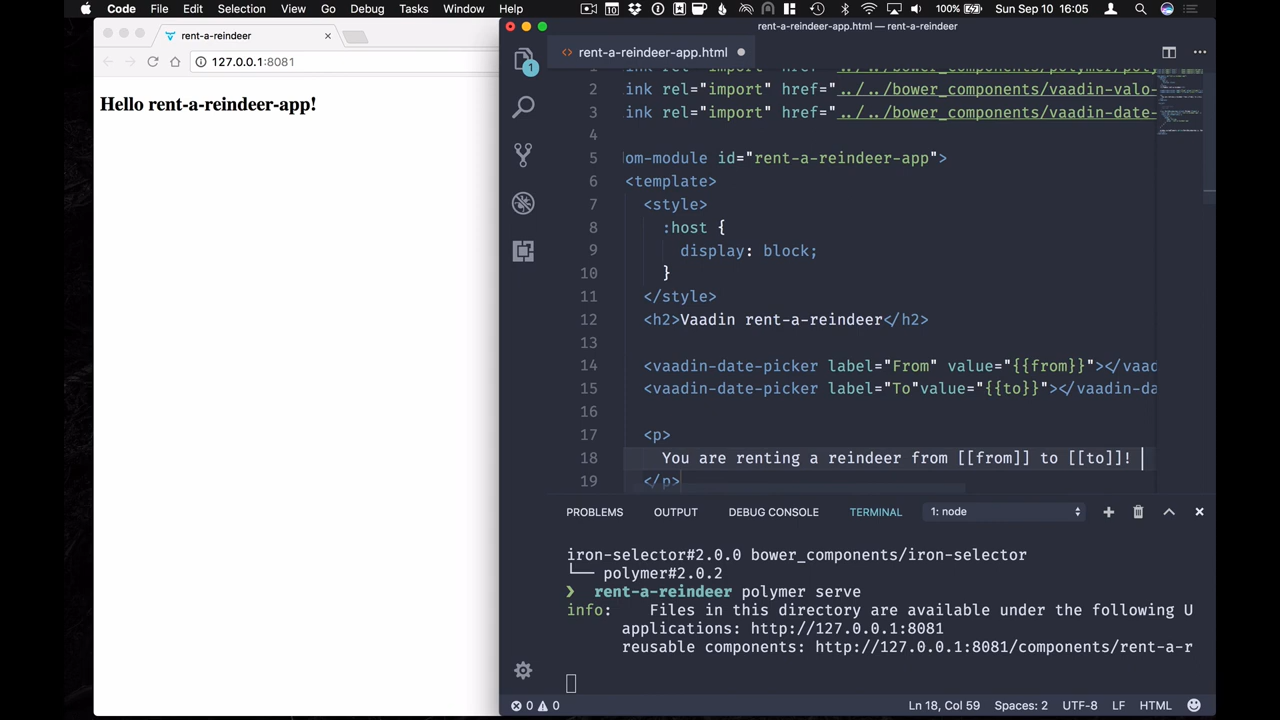 Code File Edit Selection View Go Debug Tasks Window Help 100% Sun Sep 10 16:05
rent-a-reindeer
127.0.0.1:8081
Hello rent-a-reindeer-app!
rent-a-reindeer-app.html — rent-a-reindeer
rent-a-reindeer-app.html
1
1 ink rel="import" href="../../bower_components/polymer/pol
2 ink rel="import" href="../../bower_components/vaadin-valo-
3 ink rel="import" href="../../bower_components/vaadin-date-
4
5 om-module id="rent-a-reindeer-app">
6 <template>
7 <style>
8 :host {
9 display: block;
10 }
11 </style>
12 <h2>Vaadin rent-a-reindeer</h2>
13
14 <vaadin-date-picker label="From" value="{{from}}"></vaad
15 <vaadin-date-picker label="To"value="{{to}}"></vaadin-da
16
17 <p>
18 You are renting a reindeer from [[from]] to [[to]]!
19 </p>
PROBLEMS OUTPUT DEBUG CONSOLE TERMINAL 1: node
iron-selector#2.0.0 bower_components/iron-selector
└── polymer#2.0.2
❯ rent-a-reindeer polymer serve
info: Files in this directory are available under the following U
applications: http://127.0.0.1:8081
reusable components: http://127.0.0.1:8081/components/rent-a-r
0 0 Ln 18, Col 59 Spaces: 2 UTF-8 LF HTML